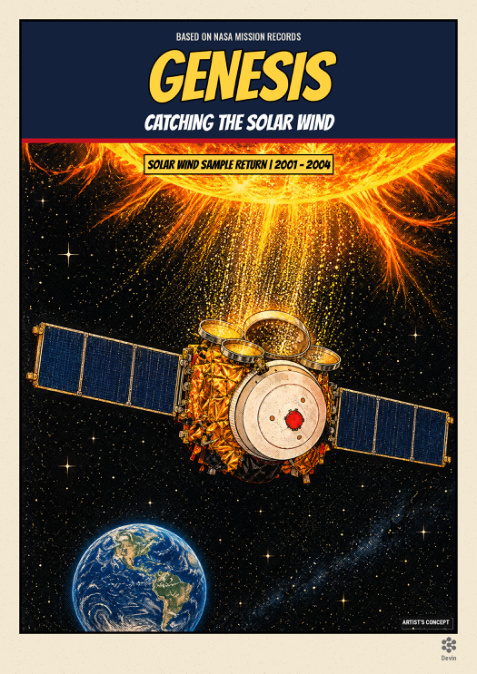 BASED ON NASA MISSION RECORDS
GENESIS
CATCHING THE SOLAR WIND
SOLAR WIND SAMPLE RETURN | 2001 – 2004
ARTIST'S CONCEPT
Devin